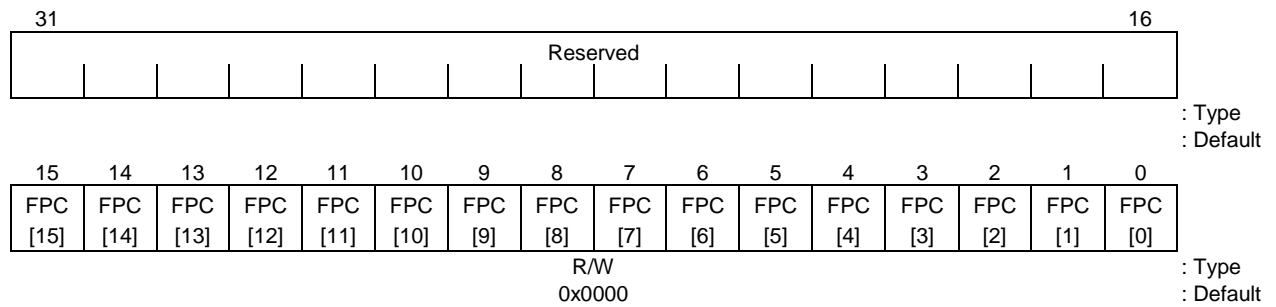 31 16
Reserved
: Type
: Default
15 14 13 12 11 10 9 8 7 6 5 4 3 2 1 0
FPC FPC FPC FPC FPC FPC FPC FPC FPC FPC FPC FPC FPC FPC FPC FPC
[15] [14] [13] [12] [11] [10] [9] [8] [7] [6] [5] [4] [3] [2] [1] [0]
R/W : Type
0x0000 : Default